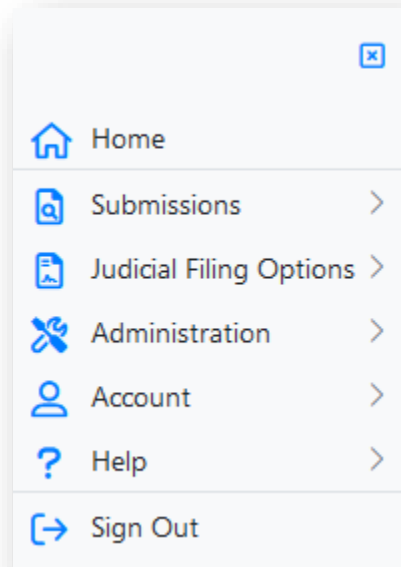 Home
Submissions
Judicial Filing Options
Administration
Account
Help
Sign Out